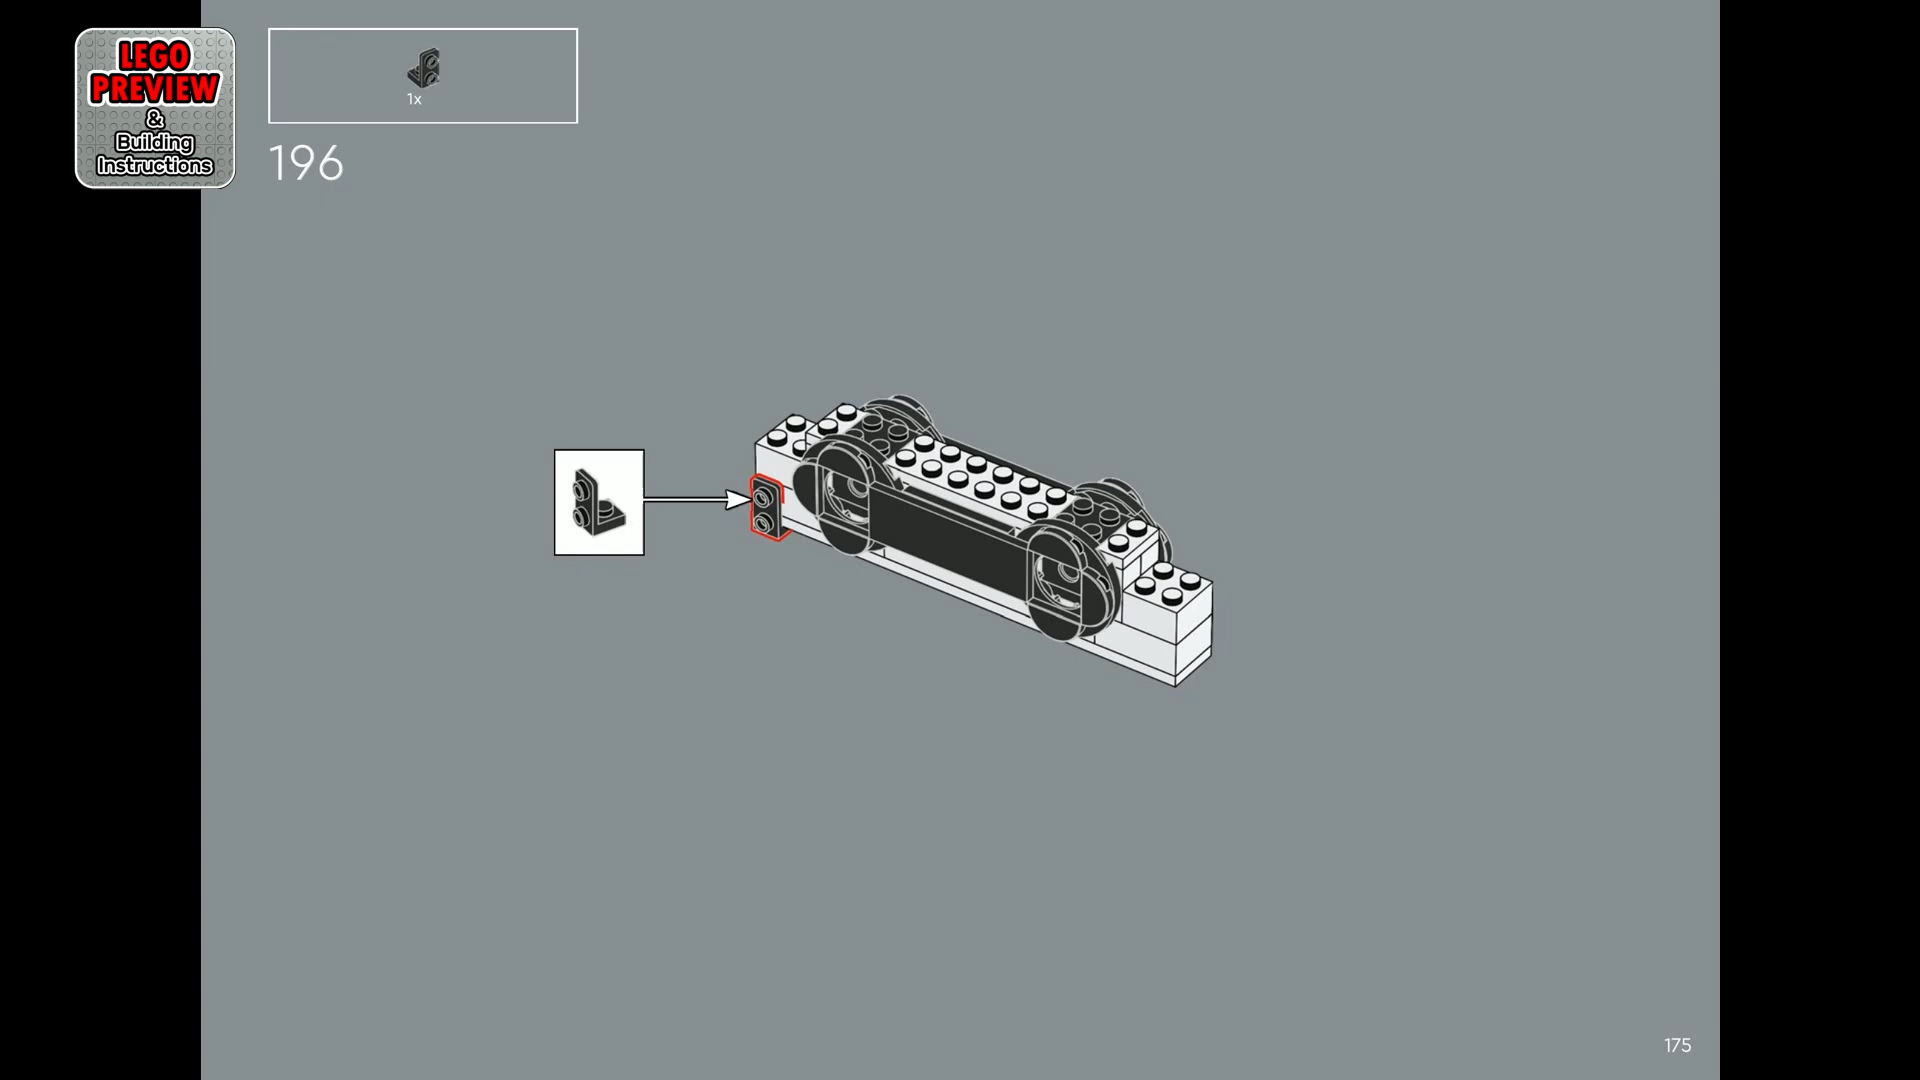 LEGO
PREVIEW
&
Building
Instructions
1x
196
175